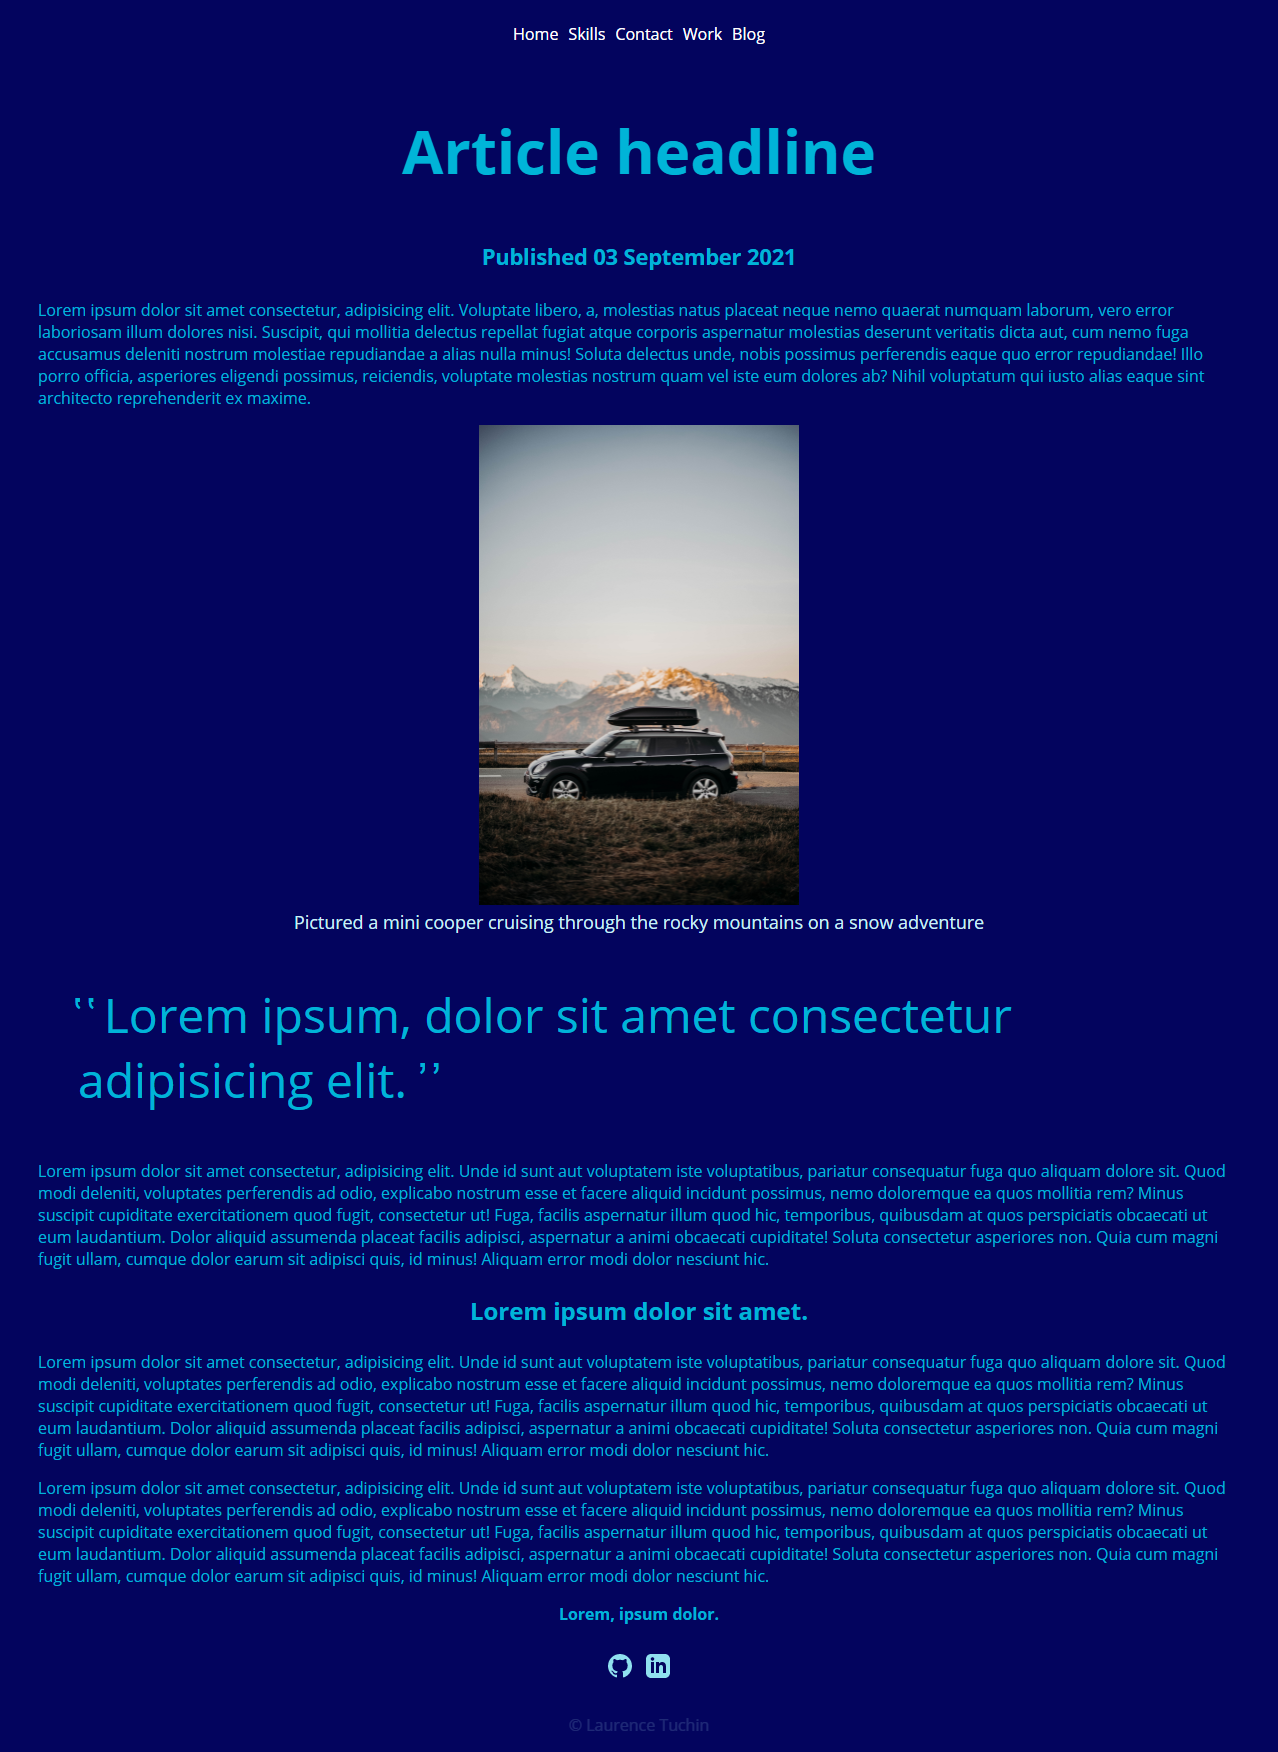 Home Skills Contact Work Blog
Article headline
Published 03 September 2021
Lorem ipsum dolor sit amet consectetur, adipisicing elit. Voluptate libero, a, molestias natus placeat neque nemo quaerat numquam laborum, vero error
laboriosam illum dolores nisi. Suscipit, qui mollitia delectus repellat fugiat atque corporis aspernatur molestias deserunt veritatis dicta aut, cum nemo fuga
accusamus deleniti nostrum molestiae repudiandae a alias nulla minus! Soluta delectus unde, nobis possimus perferendis eaque quo error repudiandae! Illo
porro officia, asperiores eligendi possimus, reiciendis, voluptate molestias nostrum quam vel iste eum dolores ab? Nihil voluptatum qui iusto alias eaque sint
architecto reprehenderit ex maxime.
Pictured a mini cooper cruising through the rocky mountains on a snow adventure
‛‛Lorem ipsum, dolor sit amet consectetur
adipisicing elit. ’’
Lorem ipsum dolor sit amet consectetur, adipisicing elit. Unde id sunt aut voluptatem iste voluptatibus, pariatur consequatur fuga quo aliquam dolore sit. Quod
modi deleniti, voluptates perferendis ad odio, explicabo nostrum esse et facere aliquid incidunt possimus, nemo doloremque ea quos mollitia rem? Minus
suscipit cupiditate exercitationem quod fugit, consectetur ut! Fuga, facilis aspernatur illum quod hic, temporibus, quibusdam at quos perspiciatis obcaecati ut
eum laudantium. Dolor aliquid assumenda placeat facilis adipisci, aspernatur a animi obcaecati cupiditate! Soluta consectetur asperiores non. Quia cum magni
fugit ullam, cumque dolor earum sit adipisci quis, id minus! Aliquam error modi dolor nesciunt hic.
Lorem ipsum dolor sit amet.
Lorem ipsum dolor sit amet consectetur, adipisicing elit. Unde id sunt aut voluptatem iste voluptatibus, pariatur consequatur fuga quo aliquam dolore sit. Quod
modi deleniti, voluptates perferendis ad odio, explicabo nostrum esse et facere aliquid incidunt possimus, nemo doloremque ea quos mollitia rem? Minus
suscipit cupiditate exercitationem quod fugit, consectetur ut! Fuga, facilis aspernatur illum quod hic, temporibus, quibusdam at quos perspiciatis obcaecati ut
eum laudantium. Dolor aliquid assumenda placeat facilis adipisci, aspernatur a animi obcaecati cupiditate! Soluta consectetur asperiores non. Quia cum magni
fugit ullam, cumque dolor earum sit adipisci quis, id minus! Aliquam error modi dolor nesciunt hic.
Lorem ipsum dolor sit amet consectetur, adipisicing elit. Unde id sunt aut voluptatem iste voluptatibus, pariatur consequatur fuga quo aliquam dolore sit. Quod
modi deleniti, voluptates perferendis ad odio, explicabo nostrum esse et facere aliquid incidunt possimus, nemo doloremque ea quos mollitia rem? Minus
suscipit cupiditate exercitationem quod fugit, consectetur ut! Fuga, facilis aspernatur illum quod hic, temporibus, quibusdam at quos perspiciatis obcaecati ut
eum laudantium. Dolor aliquid assumenda placeat facilis adipisci, aspernatur a animi obcaecati cupiditate! Soluta consectetur asperiores non. Quia cum magni
fugit ullam, cumque dolor earum sit adipisci quis, id minus! Aliquam error modi dolor nesciunt hic.
Lorem, ipsum dolor.
in
© Laurence Tuchin